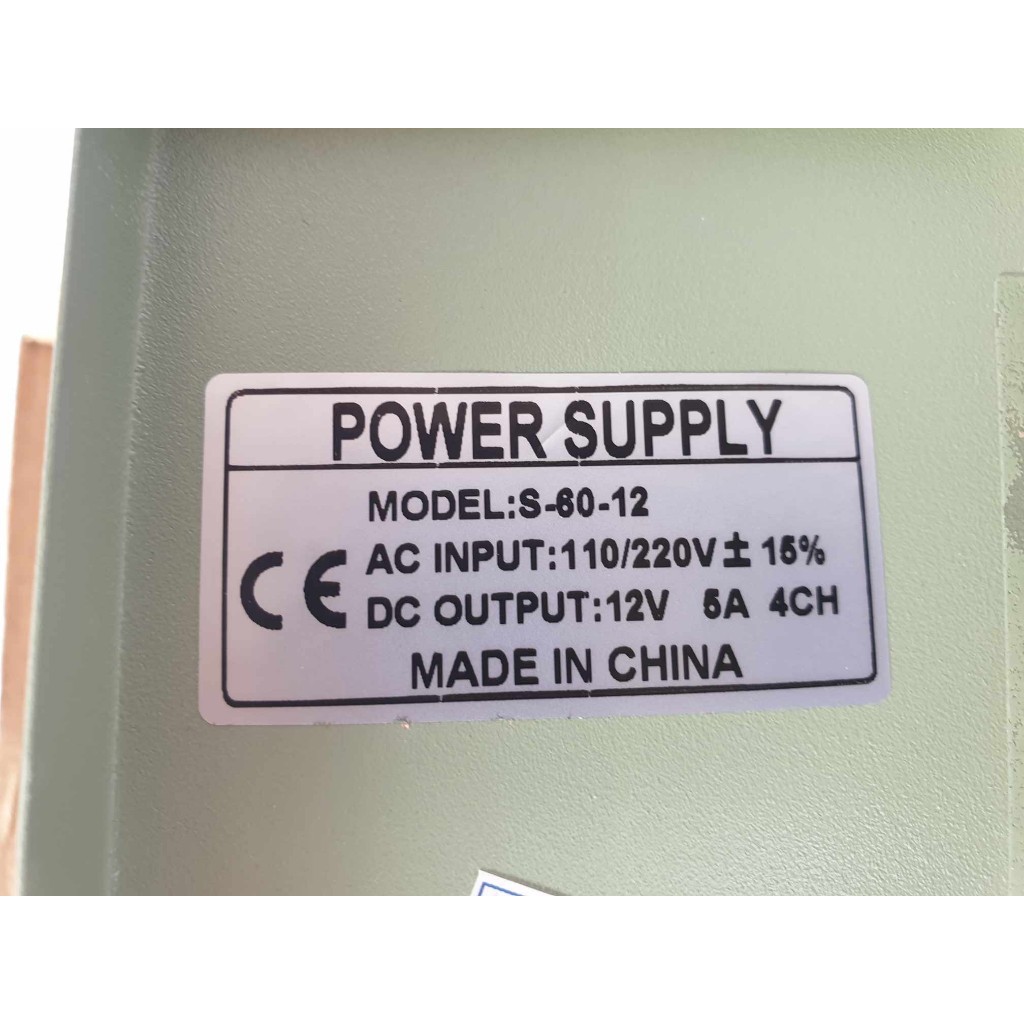 POWER SUPPLY
MODEL:S-60-12
AC INPUT:110/220V ± 15%
CE
DC OUTPUT:12V 5A 4CH
MADE IN CHINA